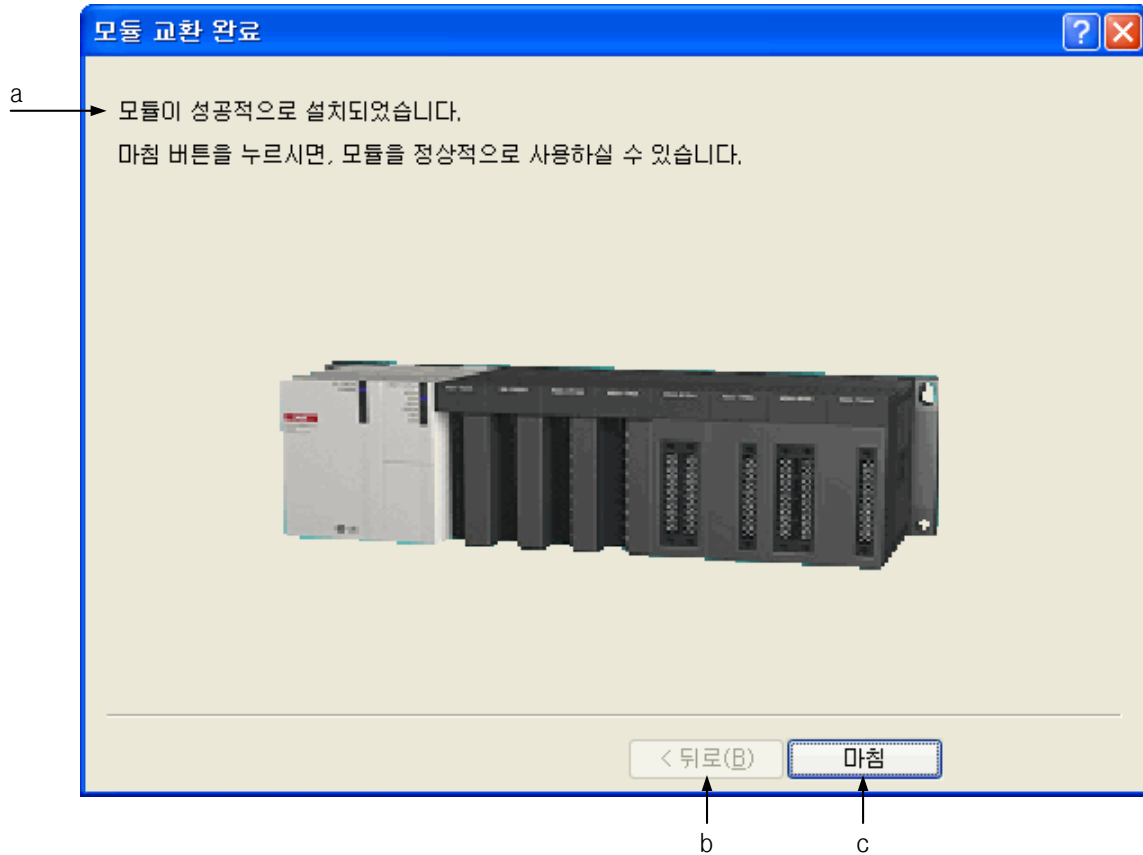 모듈 교환 완료
a
모듈이 성공적으로 설치되었습니다.
마침 버튼을 누르시면, 모듈을 정상적으로 사용하실 수 있습니다.
< 뒤로(B) 마침
b c